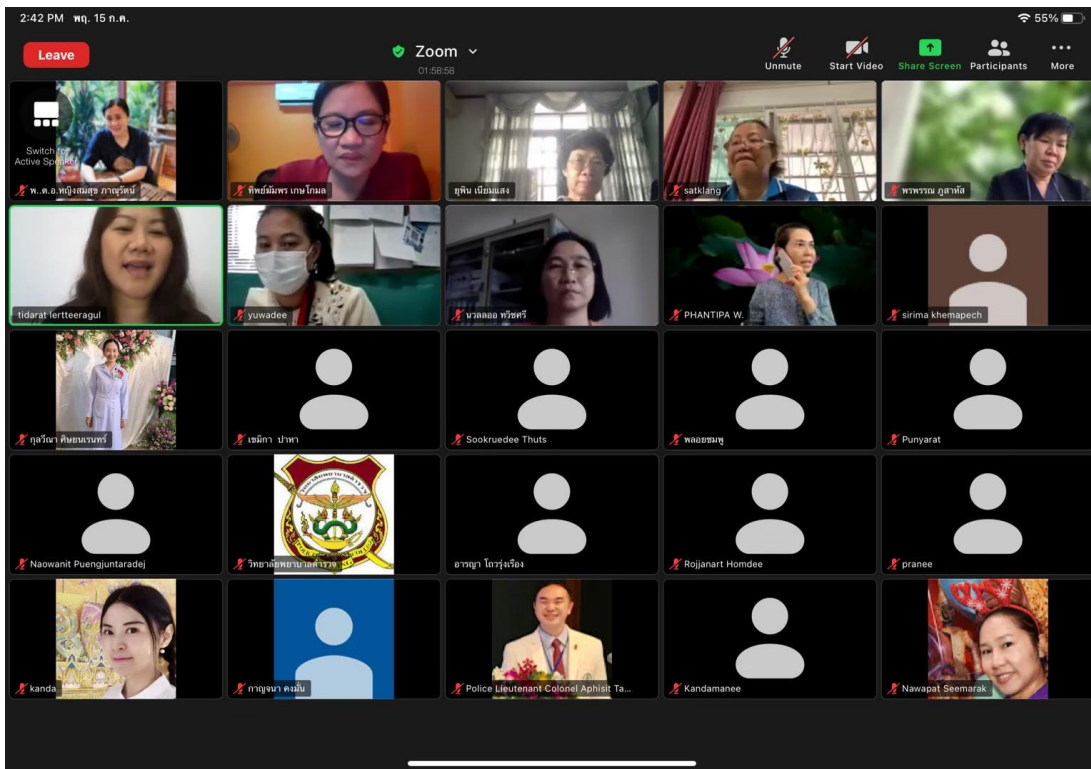 2:42 PM พฤ. 15 ก.ค.
55%
Leave
Zoom
01:58:58
Unmute
Start Video
Share Screen
Participants
More
Switch to
Active Speaker
พ..ต.อ.หญิงสมสุข ภาณุรัตน์
ทิพย์ฆัมพร เกษโกมล
ยุพิน เนียมแสง
satklang
พรพรรณ ภูสาหัส
tidarat lertteeragul
yuwadee
นวลลออ ทวิชศรี
PHANTIPA W.
sirima khemapech
กุลวีณา ศิษยนเรนทร์
เขมิกา ปาหา
Sookruedee Thuts
พลอยชมพู
Punyarat
Naowanit Puengjuntaradej
วิทยาลัยพยาบาลตำรวจ
อารญา โถวรุ่งเรือง
Rojjanart Homdee
pranee
kanda
กาญจนา คงมั่น
Police Lieutenant Colonel Aphisit Ta...
Kandamanee
Nawapat Seemarak